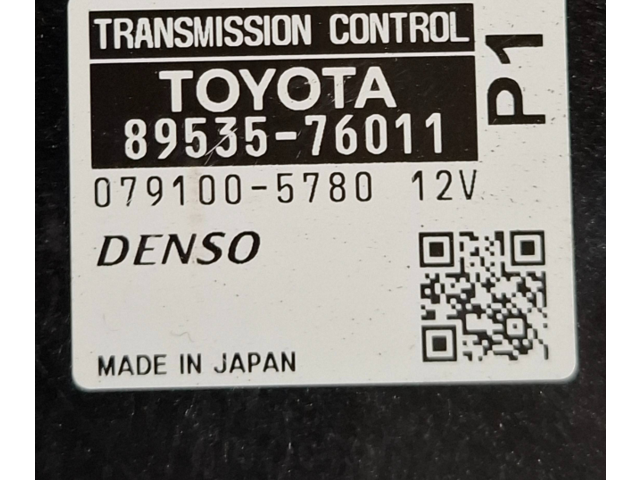 TRANSMISSION CONTROL
TOYOTA
89535-76011
P1
079100-5780 12V
DENSO
MADE IN JAPAN